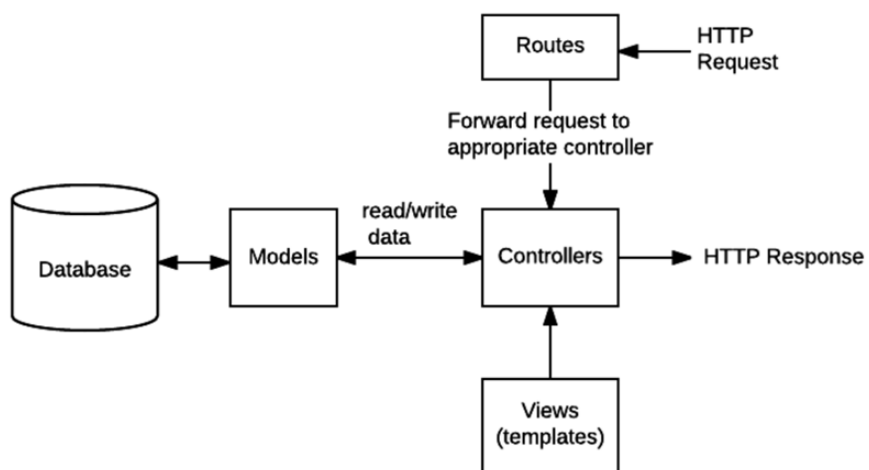 Routes
HTTP
Request
Forward request to
appropriate controller
Database
Models
read/write
data
Controllers
HTTP Response
Views
(templates)